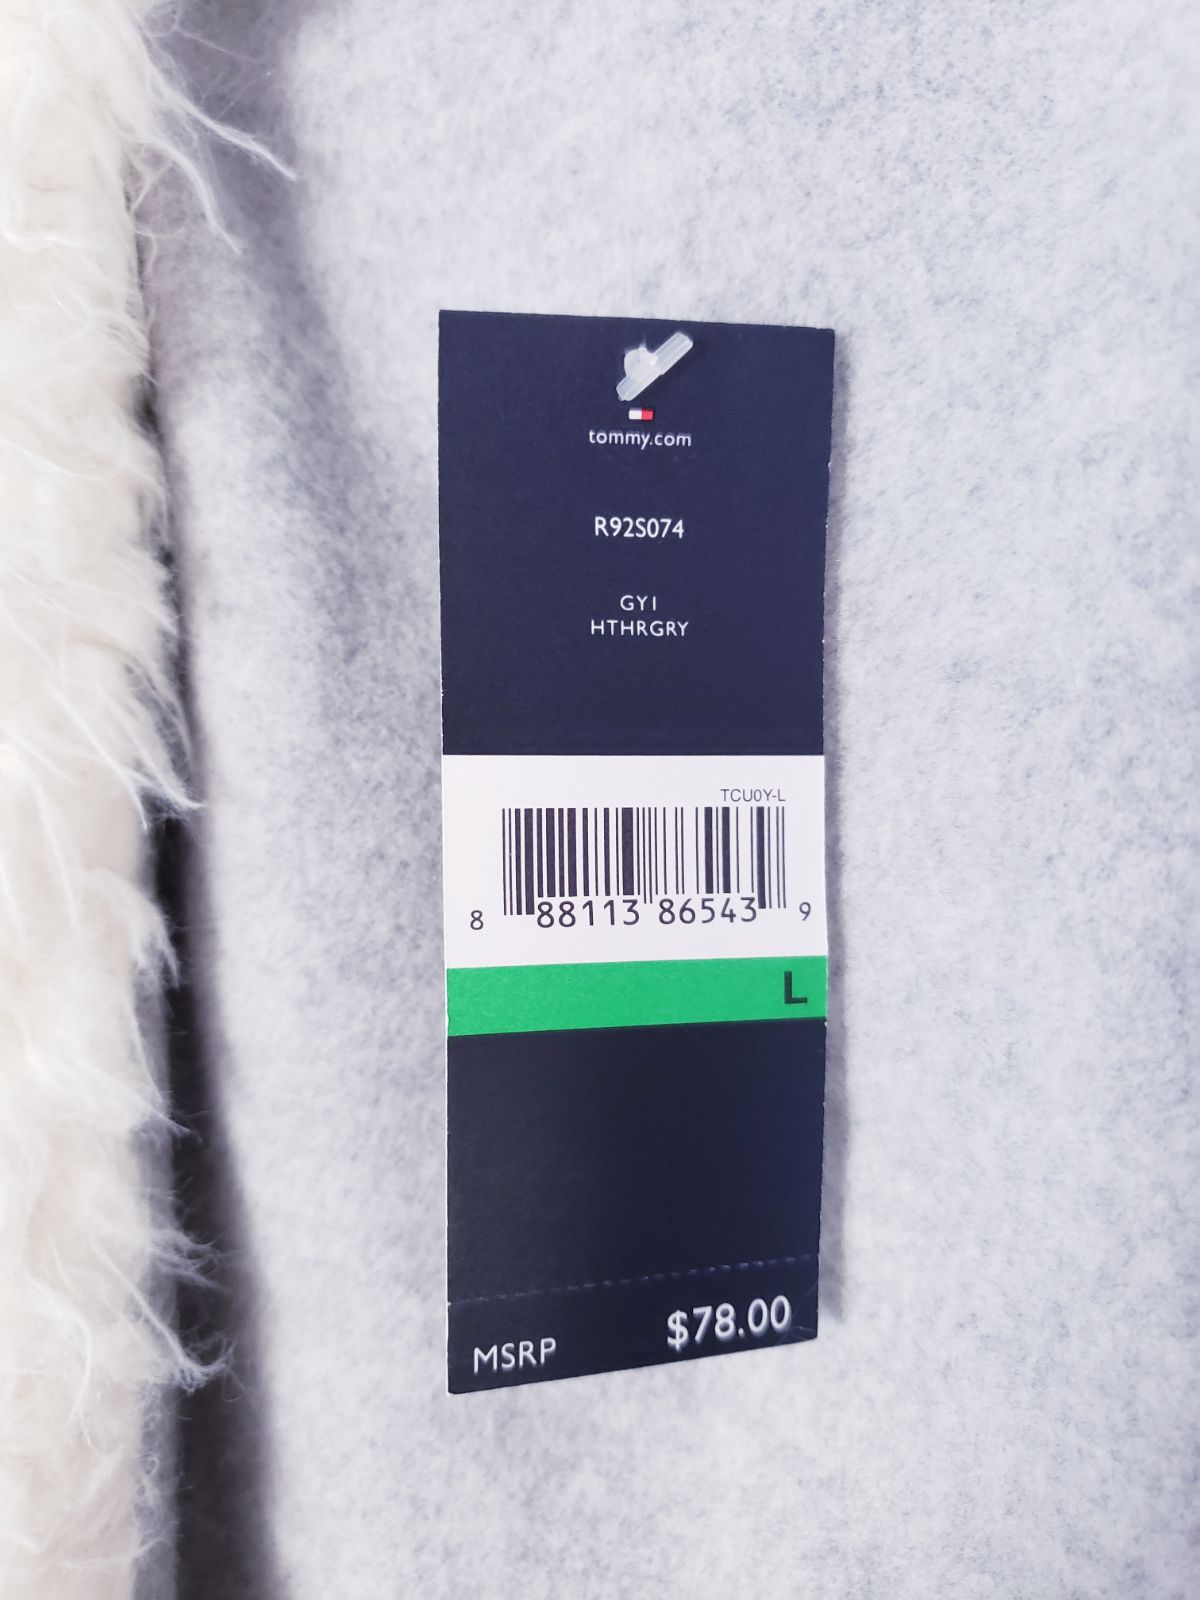 tommy.com
R92S074
GY1
HTHRGRY
TCU0Y-L
8 88113 86543 9
L
MSRP $78.00